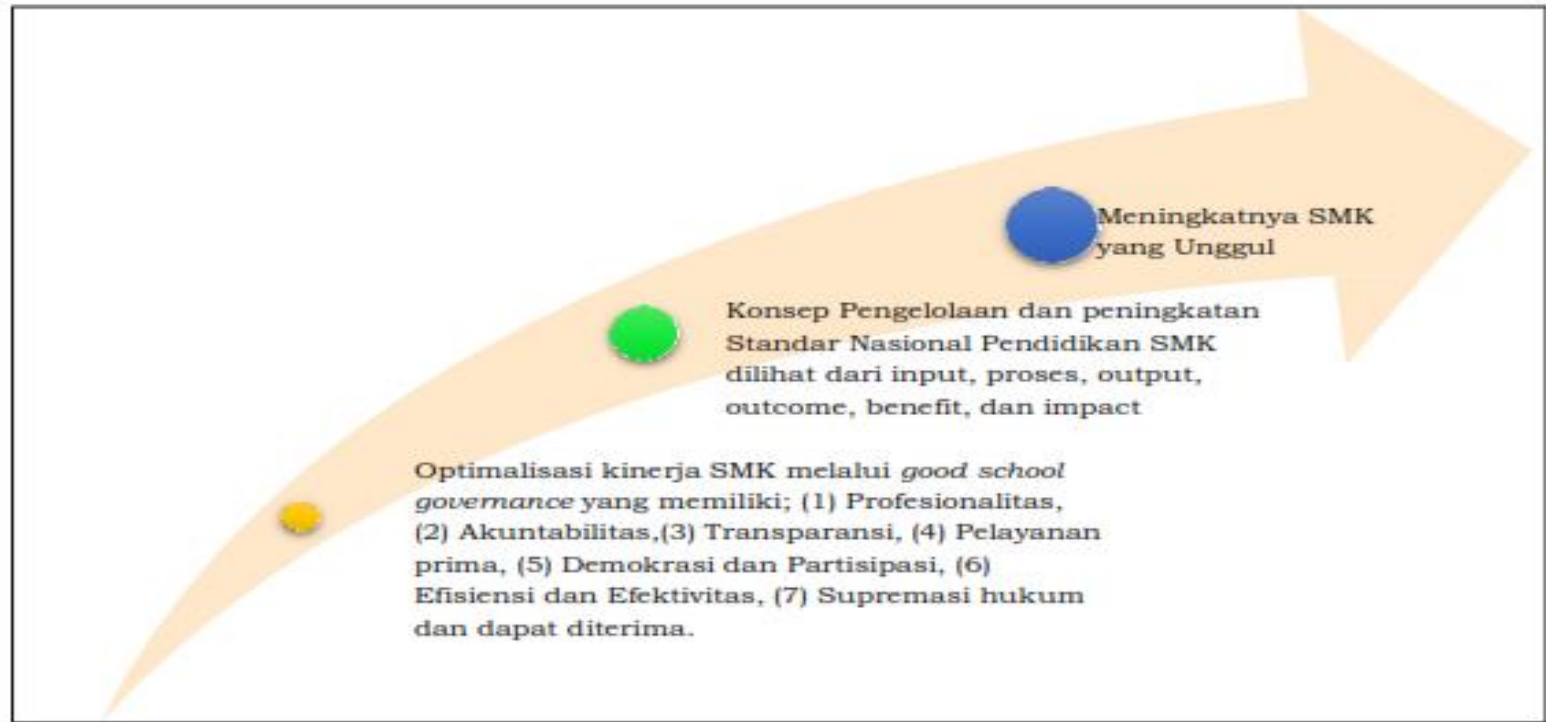 Meningkatnya SMK
yang Unggul
Konsep Pengelolaan dan peningkatan
Standar Nasional Pendidikan SMK
dilihat dari input, proses, output,
outcome, benefit, dan impact
Optimalisasi kinerja SMK melalui good school
governance yang memiliki; (1) Profesionalitas,
(2) Akuntabilitas,(3) Transparansi, (4) Pelayanan
prima, (5) Demokrasi dan Partisipasi, (6)
Efisiensi dan Efektivitas, (7) Supremasi hukum
dan dapat diterima.